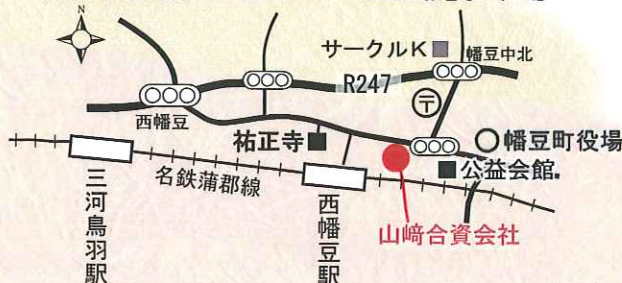 N
サークルK
幡豆中北
R247
〒
西幡豆
祐正寺
幡豆町役場
公益会館.
名鉄蒲郡線
三河鳥羽駅
西幡豆駅
山﨑合資会社